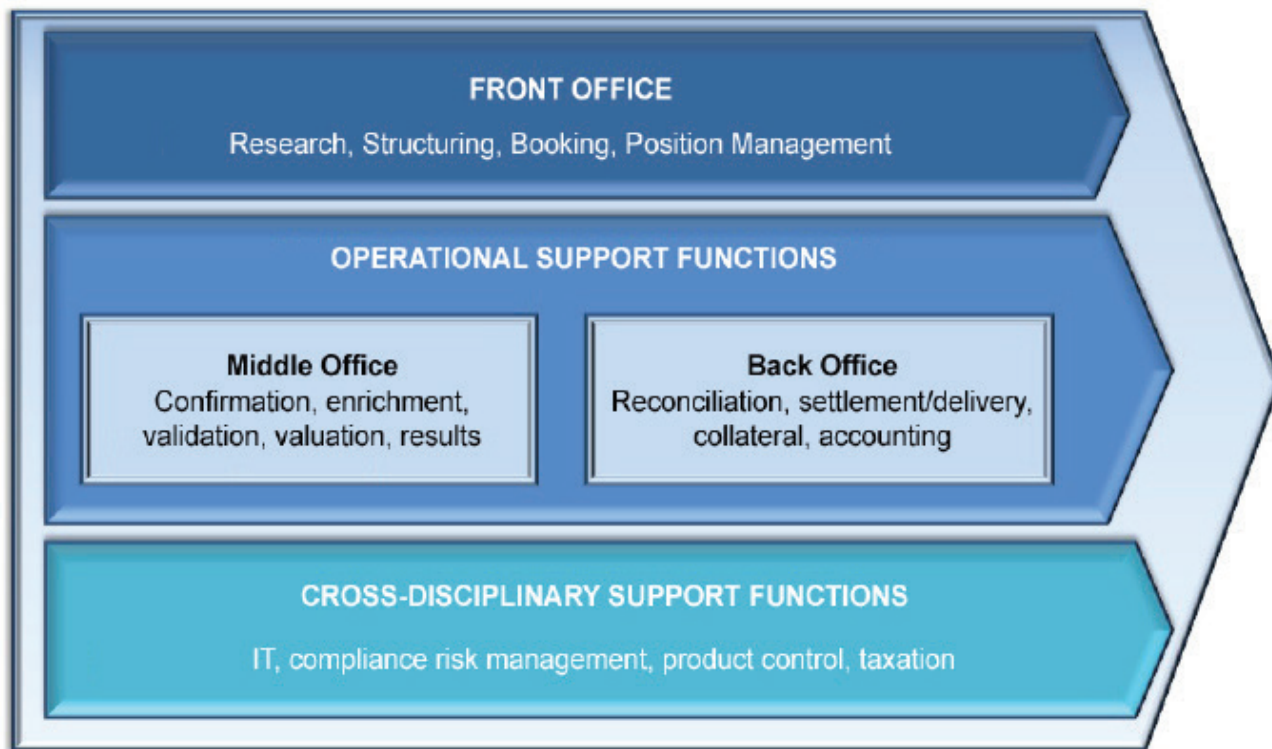 FRONT OFFICE
Research, Structuring, Booking, Position Management
OPERATIONAL SUPPORT FUNCTIONS
Middle Office
Confirmation, enrichment,
validation, valuation, results
Back Office
Reconciliation, settlement/delivery,
collateral, accounting
CROSS-DISCIPLINARY SUPPORT FUNCTIONS
IT, compliance risk management, product control, taxation